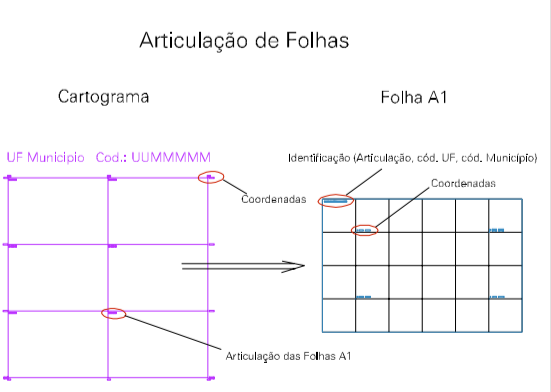 Articulação de Folhas
Cartograma
Folha A1
UF Municipio Cod.: UUMMMMM
Identificação (Articulação, cód. UF, cód. Município)
Coordenadas
Coordenadas
Articulação das Folhas A1